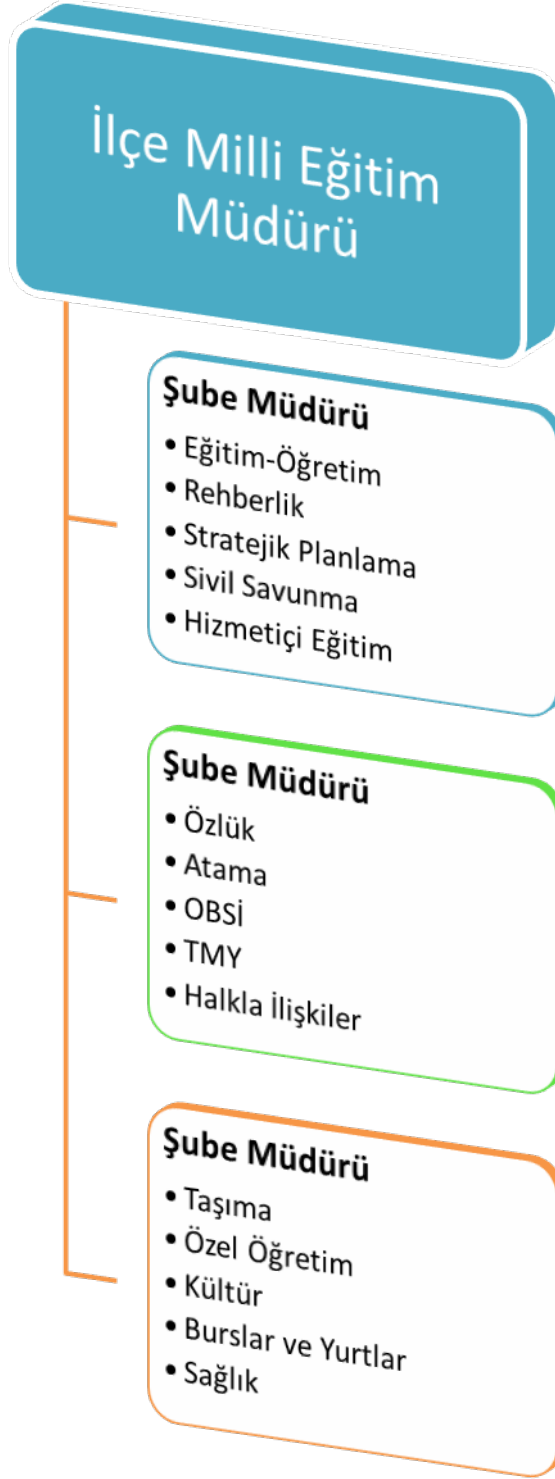 İlçe Milli Eğitim
Müdürü
Şube Müdürü
• Eğitim-Öğretim
• Rehberlik
• Stratejik Planlama
• Sivil Savunma
• Hizmetiçi Eğitim
Şube Müdürü
• Özlük
• Atama
• OBSİ
• TMY
• Halkla İlişkiler
Şube Müdürü
• Taşıma
• Özel Öğretim
• Kültür
• Burslar ve Yurtlar
• Sağlık